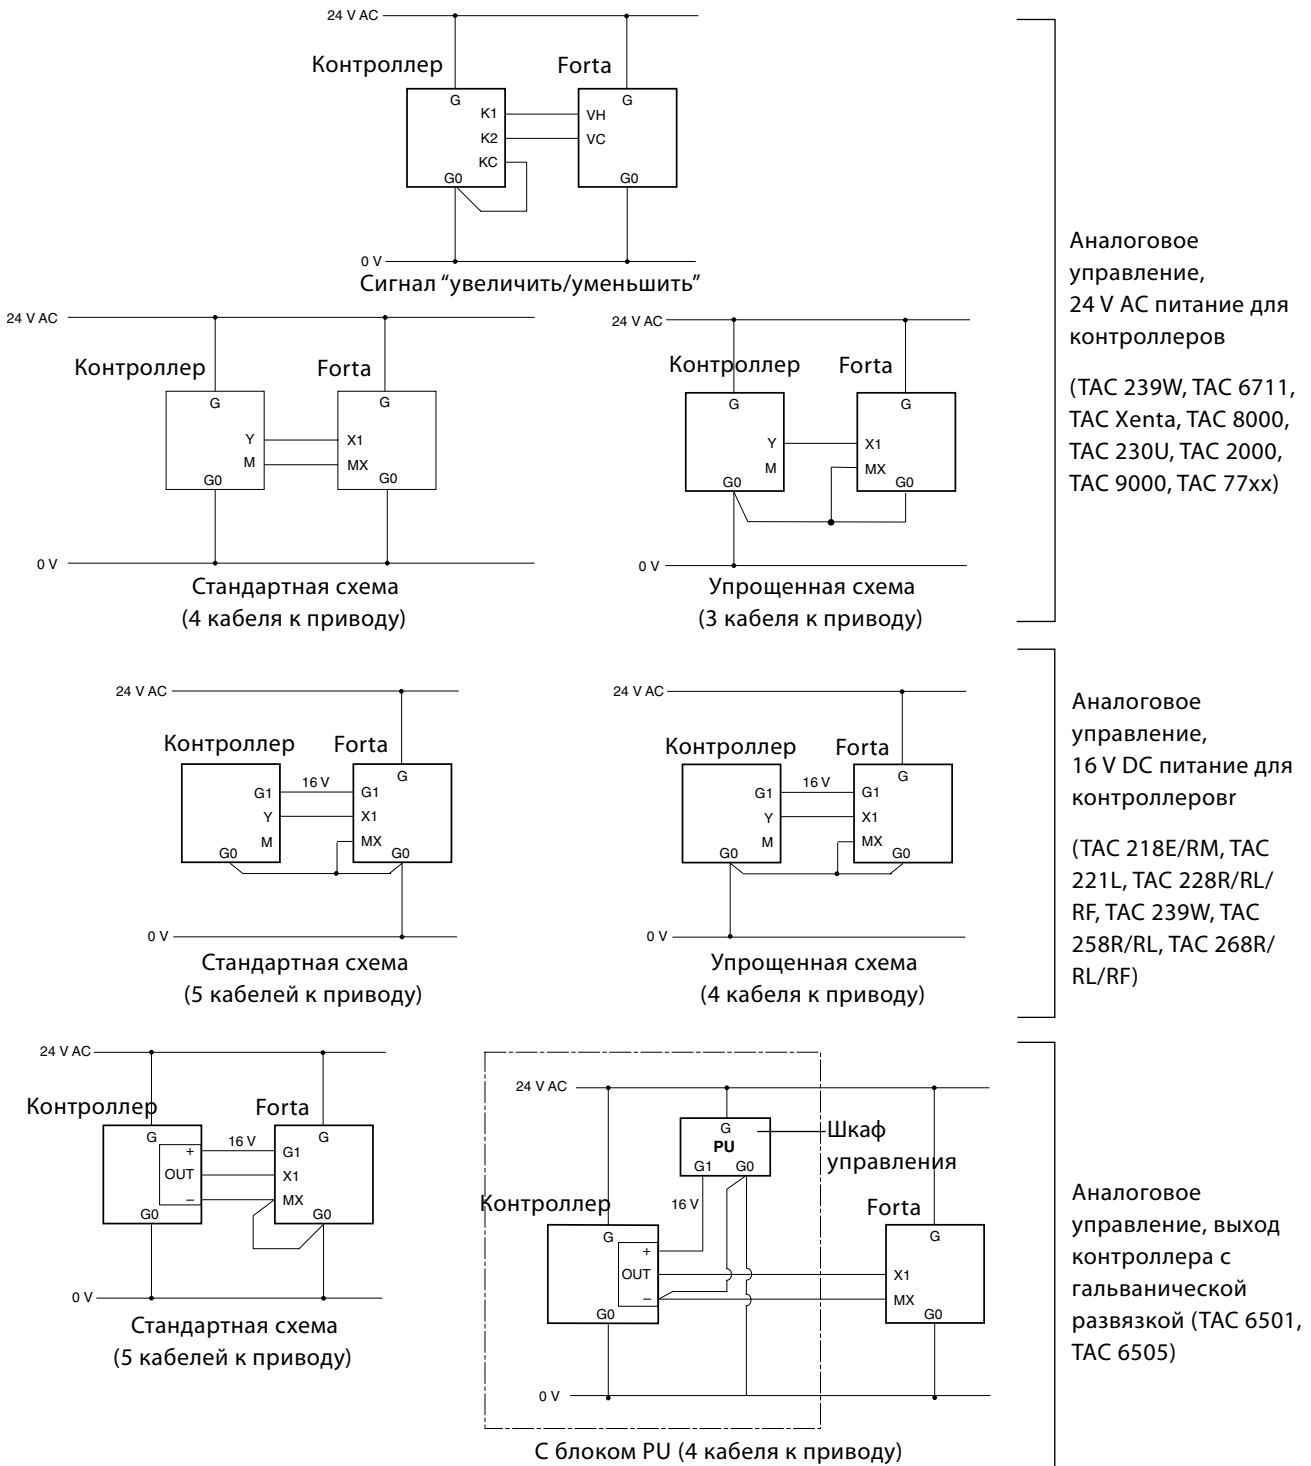 24 V AC
Контроллер
Forta
G
G
K1
VH
K2
VC
KC
G0
G0
0 V
Сигнал “увеличить/уменьшить”
24 V AC
Контроллер
Forta
G
G
Y
X1
M
MX
G0
G0
0 V
Стандартная схема
(4 кабеля к приводу)
24 V AC
Контроллер
Forta
G
G
Y
X1
M
MX
G0
G0
0 V
Упрощенная схема
(3 кабеля к приводу)
Аналоговое
управление,
24 V AC питание для
контроллеров
(TAC 239W, TAC 6711,
TAC Xenta, TAC 8000,
TAC 230U, TAC 2000,
TAC 9000, TAC 77xx)
24 V AC
Контроллер
Forta
G
G1
16 V
G1
Y
X1
M
MX
G0
G0
0 V
Стандартная схема
(5 кабелей к приводу)
24 V AC
Контроллер
Forta
G
G1
16 V
G1
Y
X1
M
MX
G0
G0
0 V
Упрощенная схема
(4 кабеля к приводу)
Аналоговое
управление,
16 V DC питание для
контроллеровr
(TAC 218E/RM, TAC
221L, TAC 228R/RL/
RF, TAC 239W, TAC
258R/RL, TAC 268R/
RL/RF)
24 V AC
Контроллер
Forta
G
G
+
16 V
G1
OUT
X1
–
MX
G0
G0
0 V
Стандартная схема
(5 кабелей к приводу)
24 V AC
G
PU
G1
G0
Шкаф
управления
16 V
Контроллер
Forta
G
G
+
OUT
X1
–
MX
G0
G0
0 V
С блоком PU (4 кабеля к приводу)
Аналоговое
управление, выход
контроллера с
гальванической
развязкой (TAC 6501,
TAC 6505)